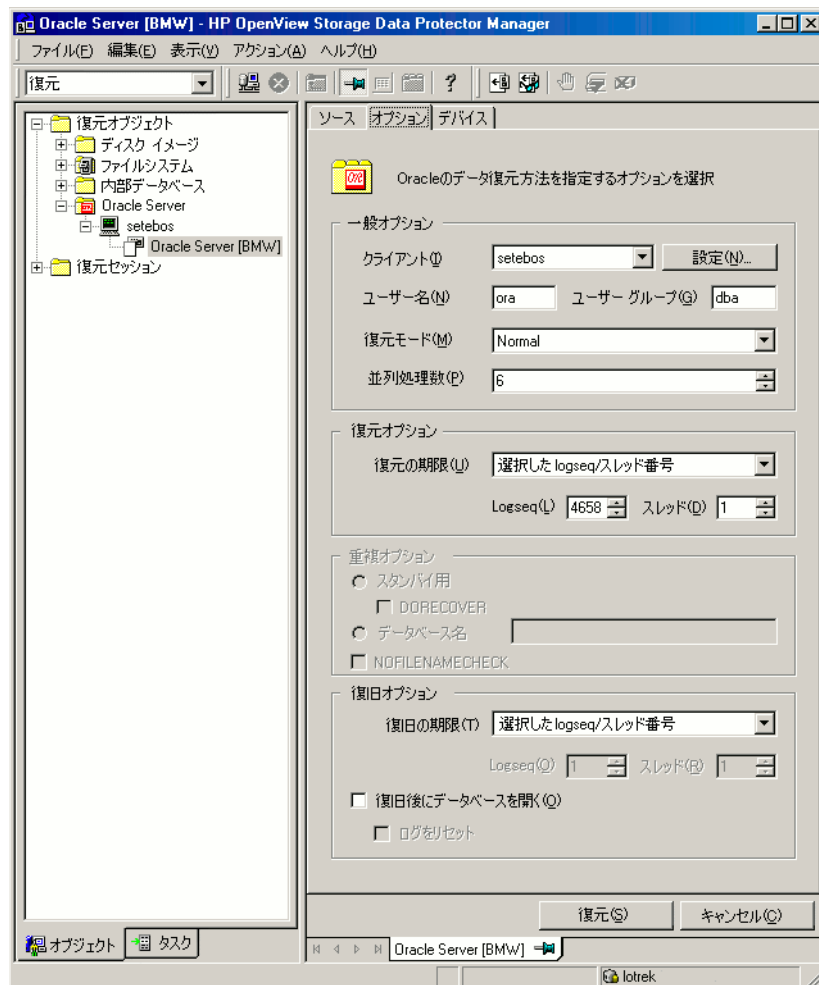 Oracle Server [BMW] - HP OpenView Storage Data Protector Manager
ファイル(F) 編集(E) 表示(V) アクション(A) ヘルプ(H)
復元
復元オブジェクト
ディスク イメージ
ファイルシステム
内部データベース
Oracle Server
setebos
Oracle Server [BMW]
復元セッション
ソース オプション デバイス
Oracleのデータ復元方法を指定するオプションを選択
一般オプション
クライアント(I) setebos 設定(N)...
ユーザー名(N) ora ユーザー グループ(G) dba
復元モード(M) Normal
並列処理数(P) 6
復元オプション
復元の期限(U) 選択した logseq/スレッド番号
Logseq(L) 4658 スレッド(D) 1
重複オプション
スタンバイ用
DORECOVER
データベース名
NOFILENAMECHECK
復旧オプション
復旧の期限(T) 選択した logseq/スレッド番号
Logseq(O) 1 スレッド(R) 1
復旧後にデータベースを開く(O)
ログをリセット
復元(S) キャンセル(C)
オブジェクト タスク
Oracle Server [BMW]
lotrek